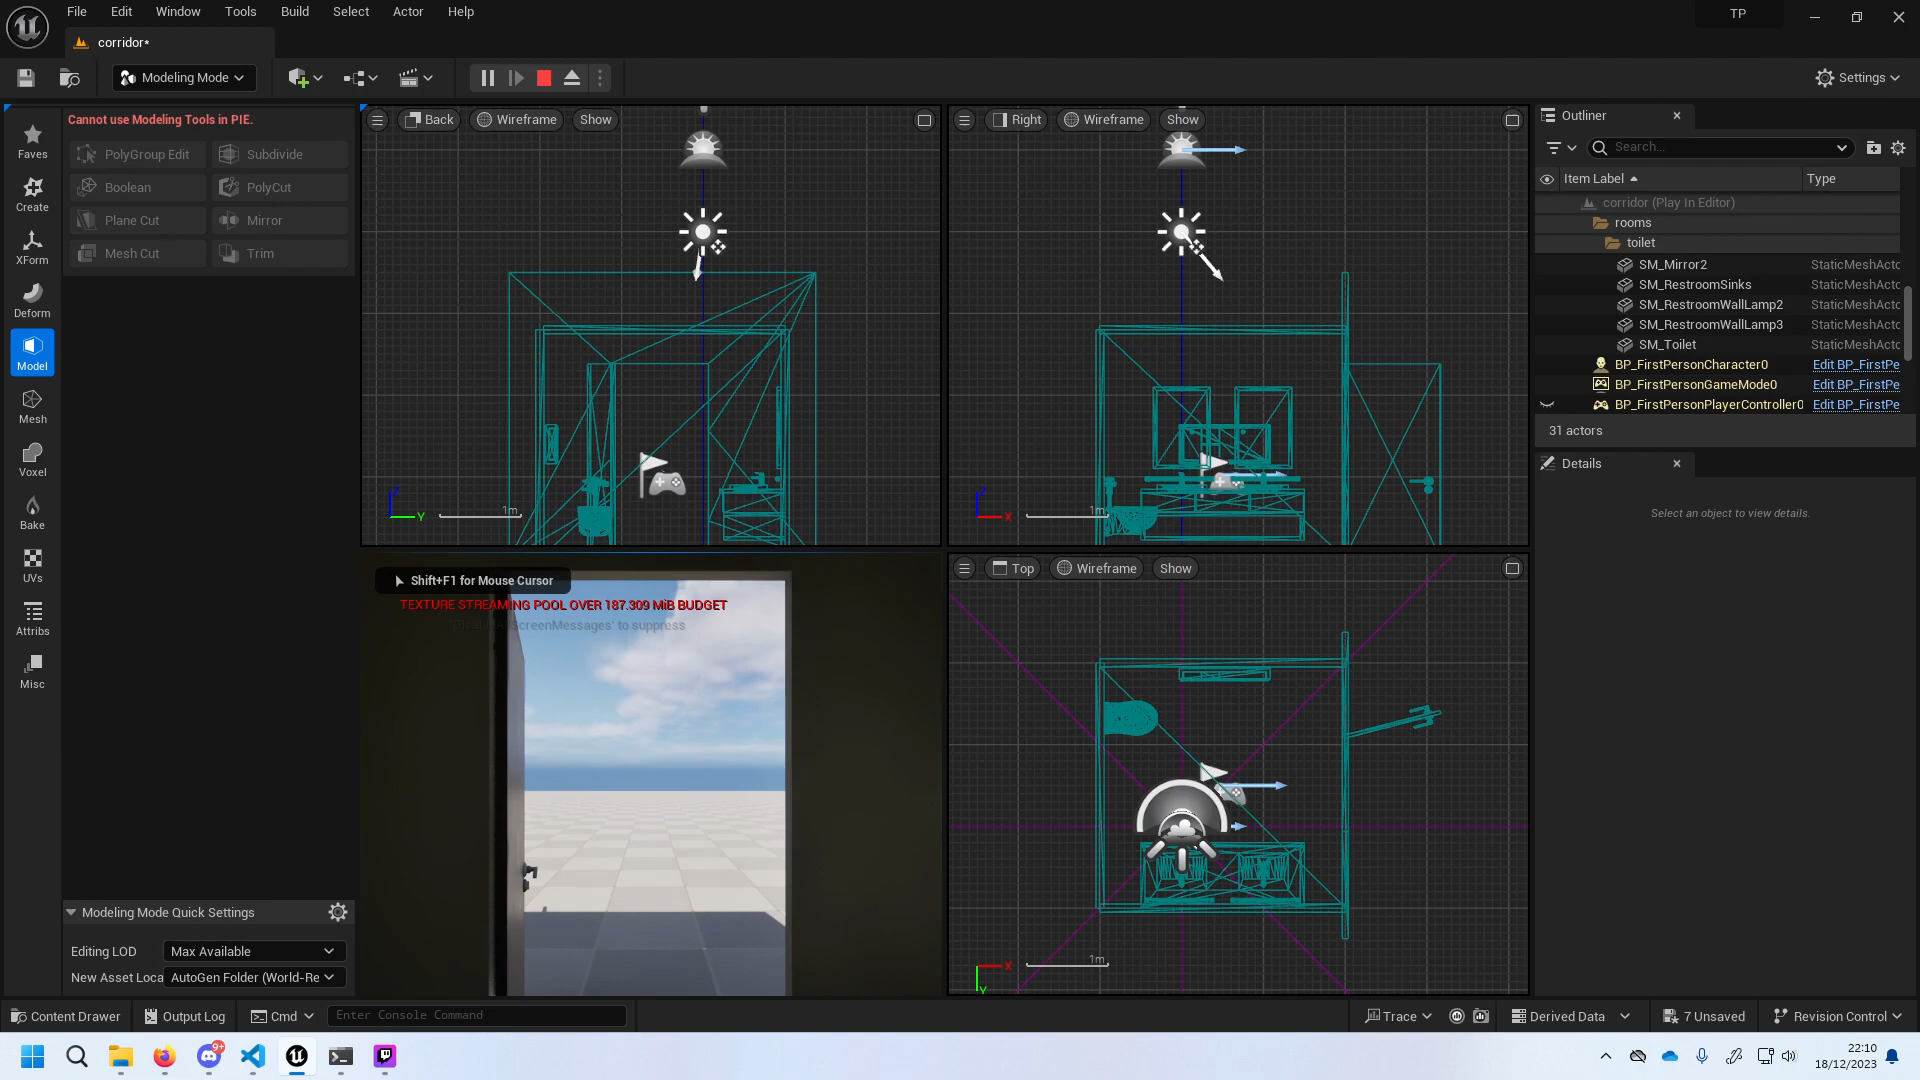 File Edit Window Tools Build Select Actor Help
TP
corridor*
Modeling Mode
Settings
Cannot use Modeling Tools in PIE.
PolyGroup Edit
Subdivide
Boolean
PolyCut
Plane Cut
Mirror
Mesh Cut
Trim
Faves
Create
XForm
Deform
Model
Mesh
Voxel
Bake
UVs
Attribs
Misc
Modeling Mode Quick Settings
Editing LOD
Max Available
New Asset Loca
AutoGen Folder (World-Re
Back Wireframe Show
Z
Y
1m
Right Wireframe Show
Z
X
1m
Shift+F1 for Mouse Cursor
TEXTURE STREAMING POOL OVER 187.309 MiB BUDGET
ScreenMessages' to suppress
Top Wireframe Show
X
Y
1m
Outliner
Search...
Item Label
Type
corridor (Play In Editor)
rooms
toilet
SM_Mirror2 StaticMeshActo
SM_RestroomSinks StaticMeshActo
SM_RestroomWallLamp2 StaticMeshActo
SM_RestroomWallLamp3 StaticMeshActo
SM_Toilet StaticMeshActo
BP_FirstPersonCharacter0 Edit BP_FirstPe
BP_FirstPersonGameMode0 Edit BP_FirstPe
BP_FirstPersonPlayerController0 Edit BP_FirstPe
31 actors
Details
Select an object to view details.
Content Drawer
Output Log
Cmd
Enter Console Command
Trace
Derived Data
7 Unsaved
Revision Control
9+
22:10
18/12/2023